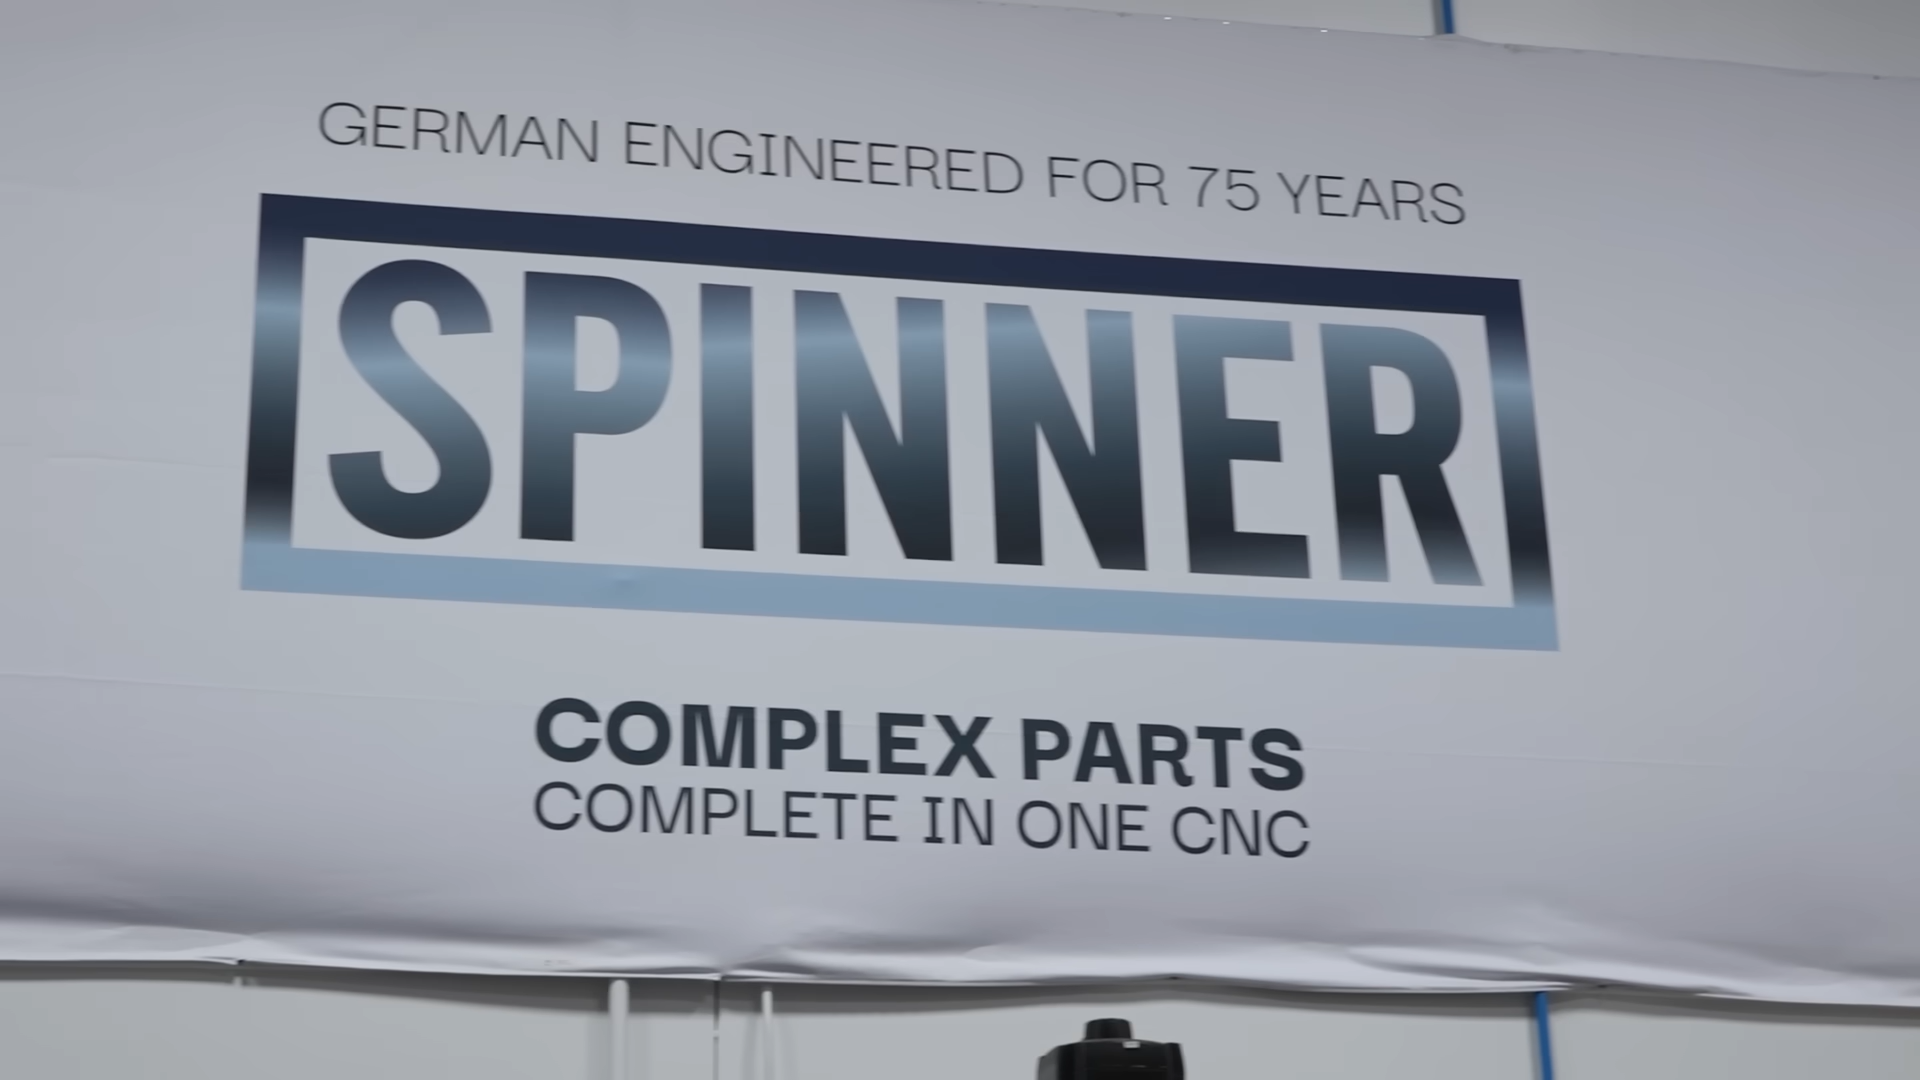 GERMAN ENGINEERED FOR 75 YEARS
SPINNER
COMPLEX PARTS
COMPLETE IN ONE CNC